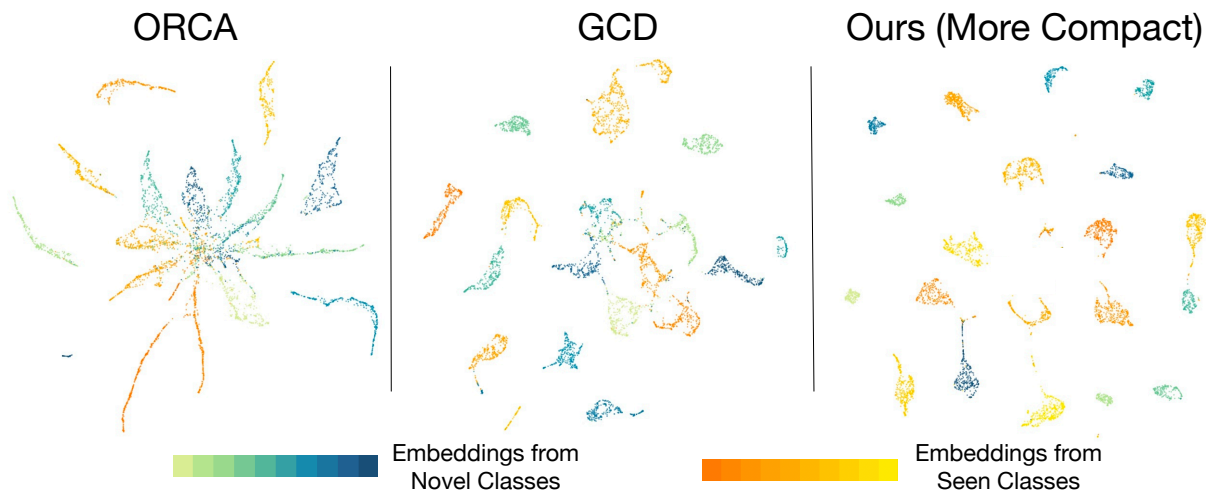 ORCA
GCD
Ours (More Compact)
Embeddings from
Novel Classes
Embeddings from
Seen Classes